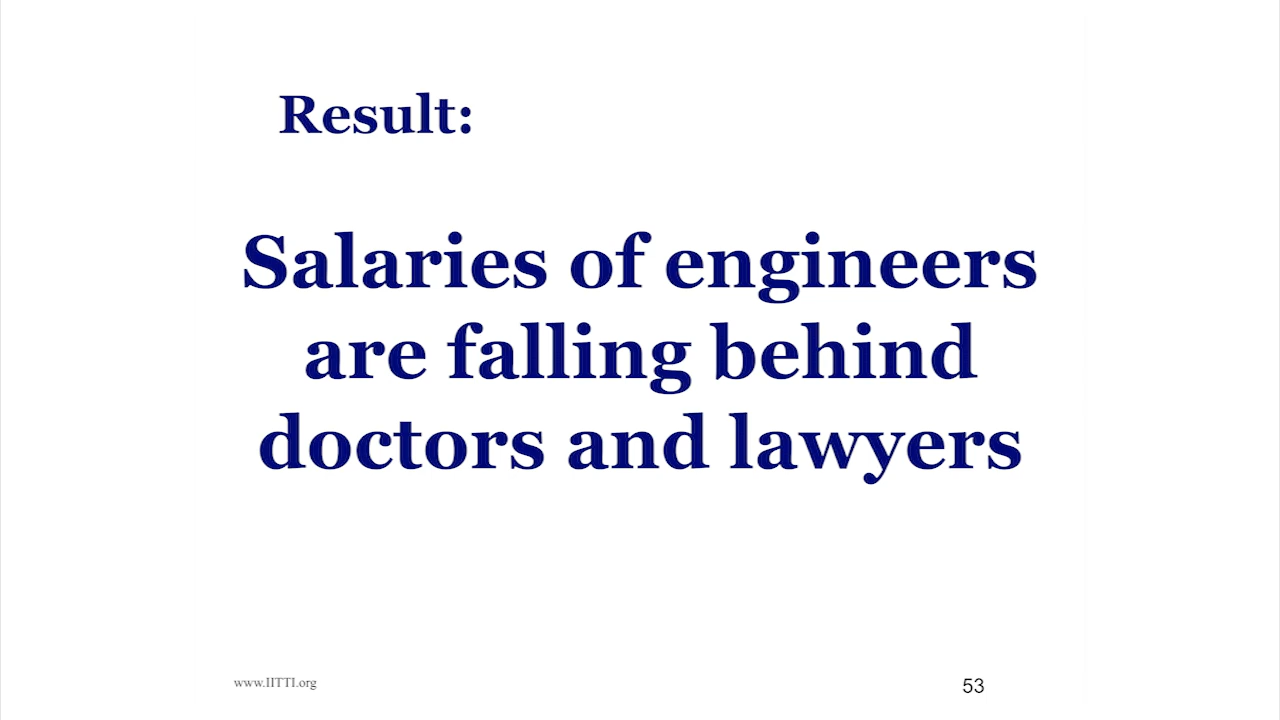 Result:
Salaries of engineers
are falling behind
doctors and lawyers
www.IITTI.org
53